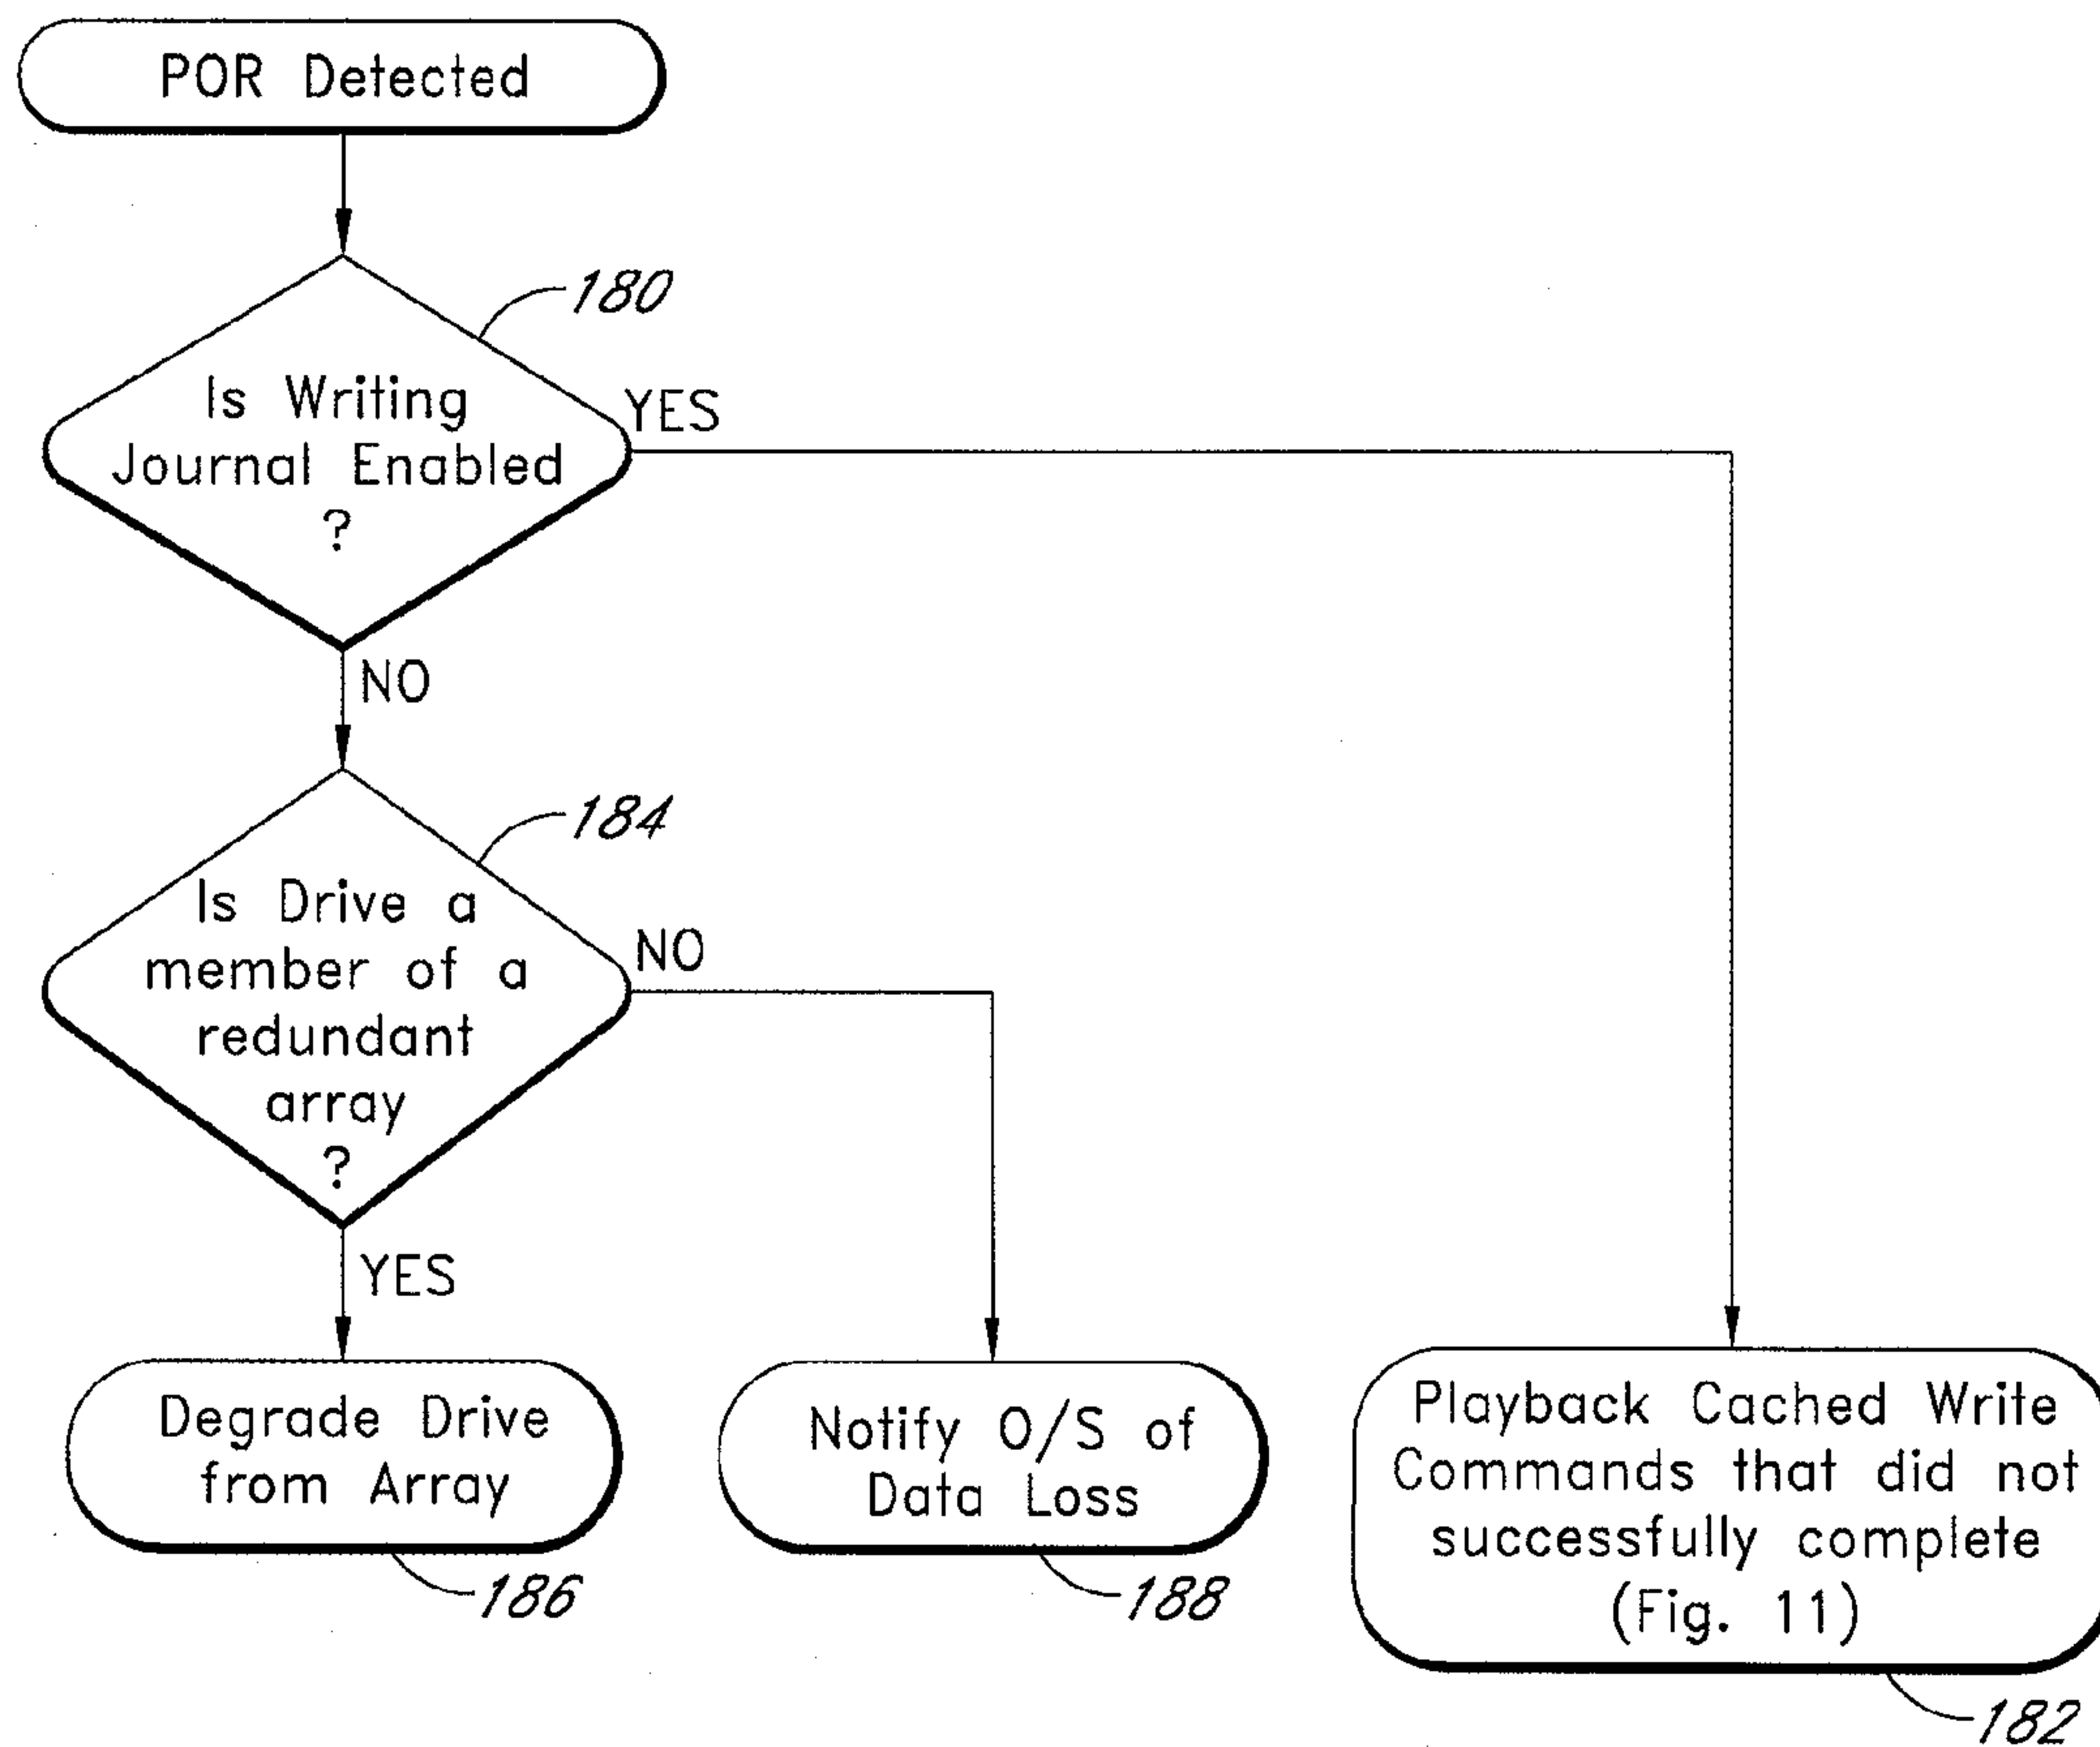 POR Detected
180
Is Writing
Journal Enabled
?
YES
NO
184
Is Drive a
member of a
redundant
array
?
NO
YES
Degrade Drive
from Array
186
Notify O/S of
Data Loss
188
Playback Cached Write
Commands that did not
successfully complete
(Fig. 11)
182